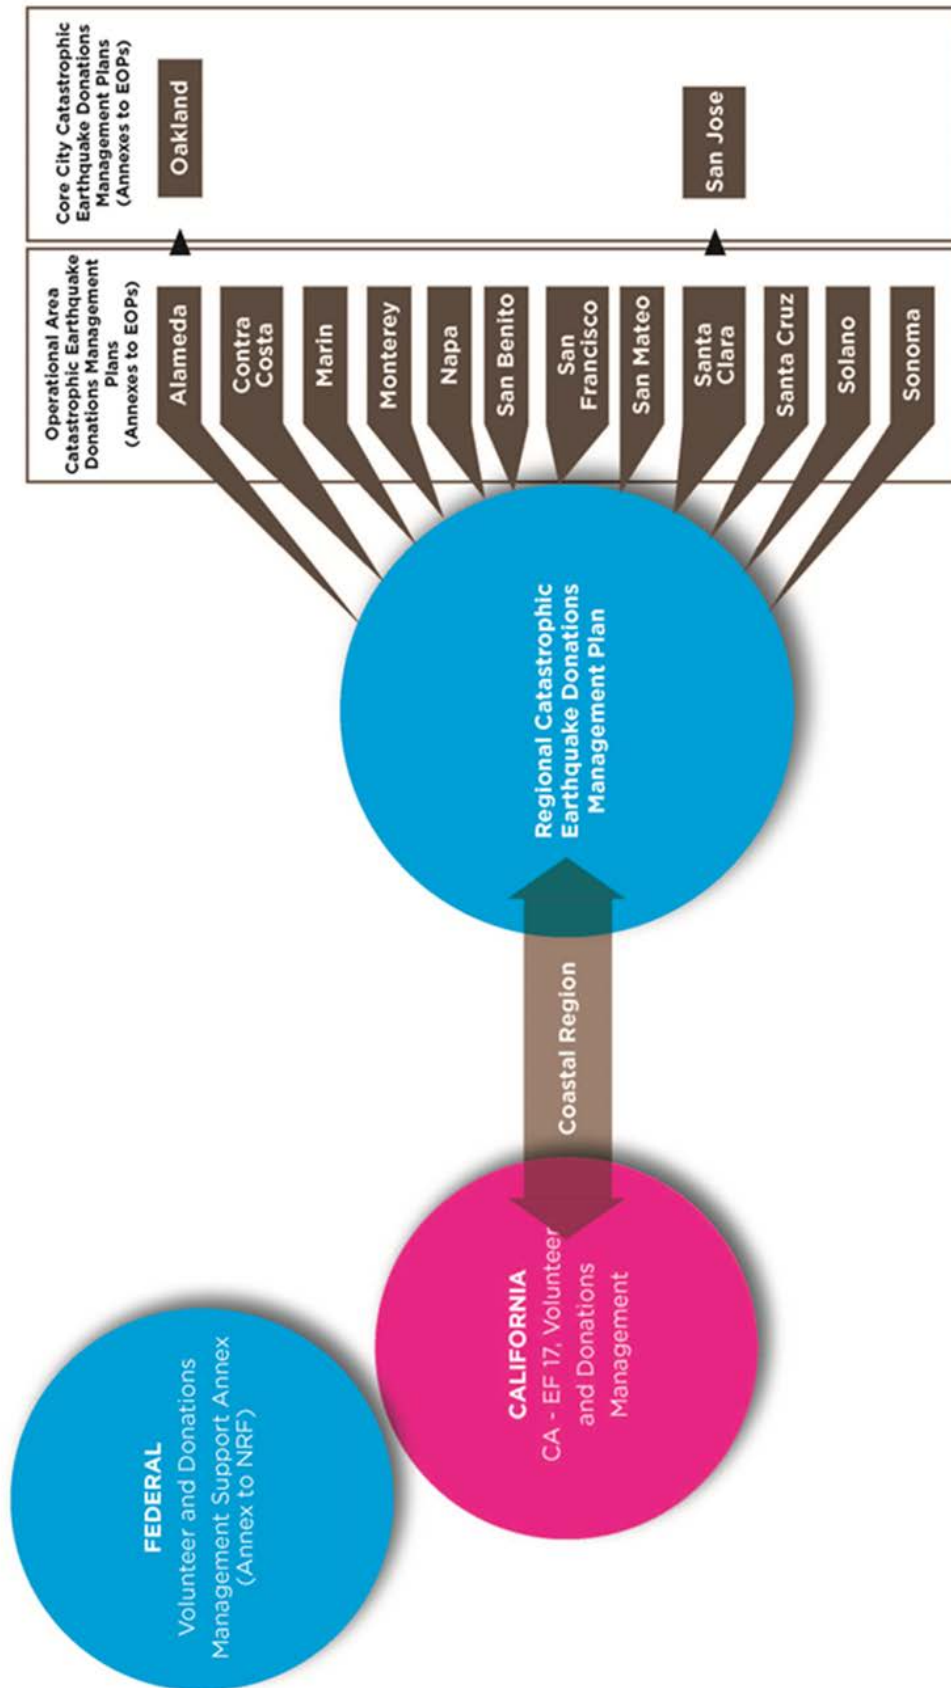 FEDERAL
Volunteer and Donations
Management Support Annex
(Annex to NRF)
CALIFORNIA
CA - EF 17, Volunteer
and Donations
Management
Coastal Region
Regional Catastrophic
Earthquake Donations
Management Plan
Operational Area
Catastrophic Earthquake
Donations Management
Plans
(Annexes to EOPs)
Alameda
Contra
Costa
Marin
Monterey
Napa
San Benito
San
Francisco
San Mateo
Santa
Clara
Santa Cruz
Solano
Sonoma
Core City Catastrophic
Earthquake Donations
Management Plans
(Annexes to EOPs)
Oakland
San Jose